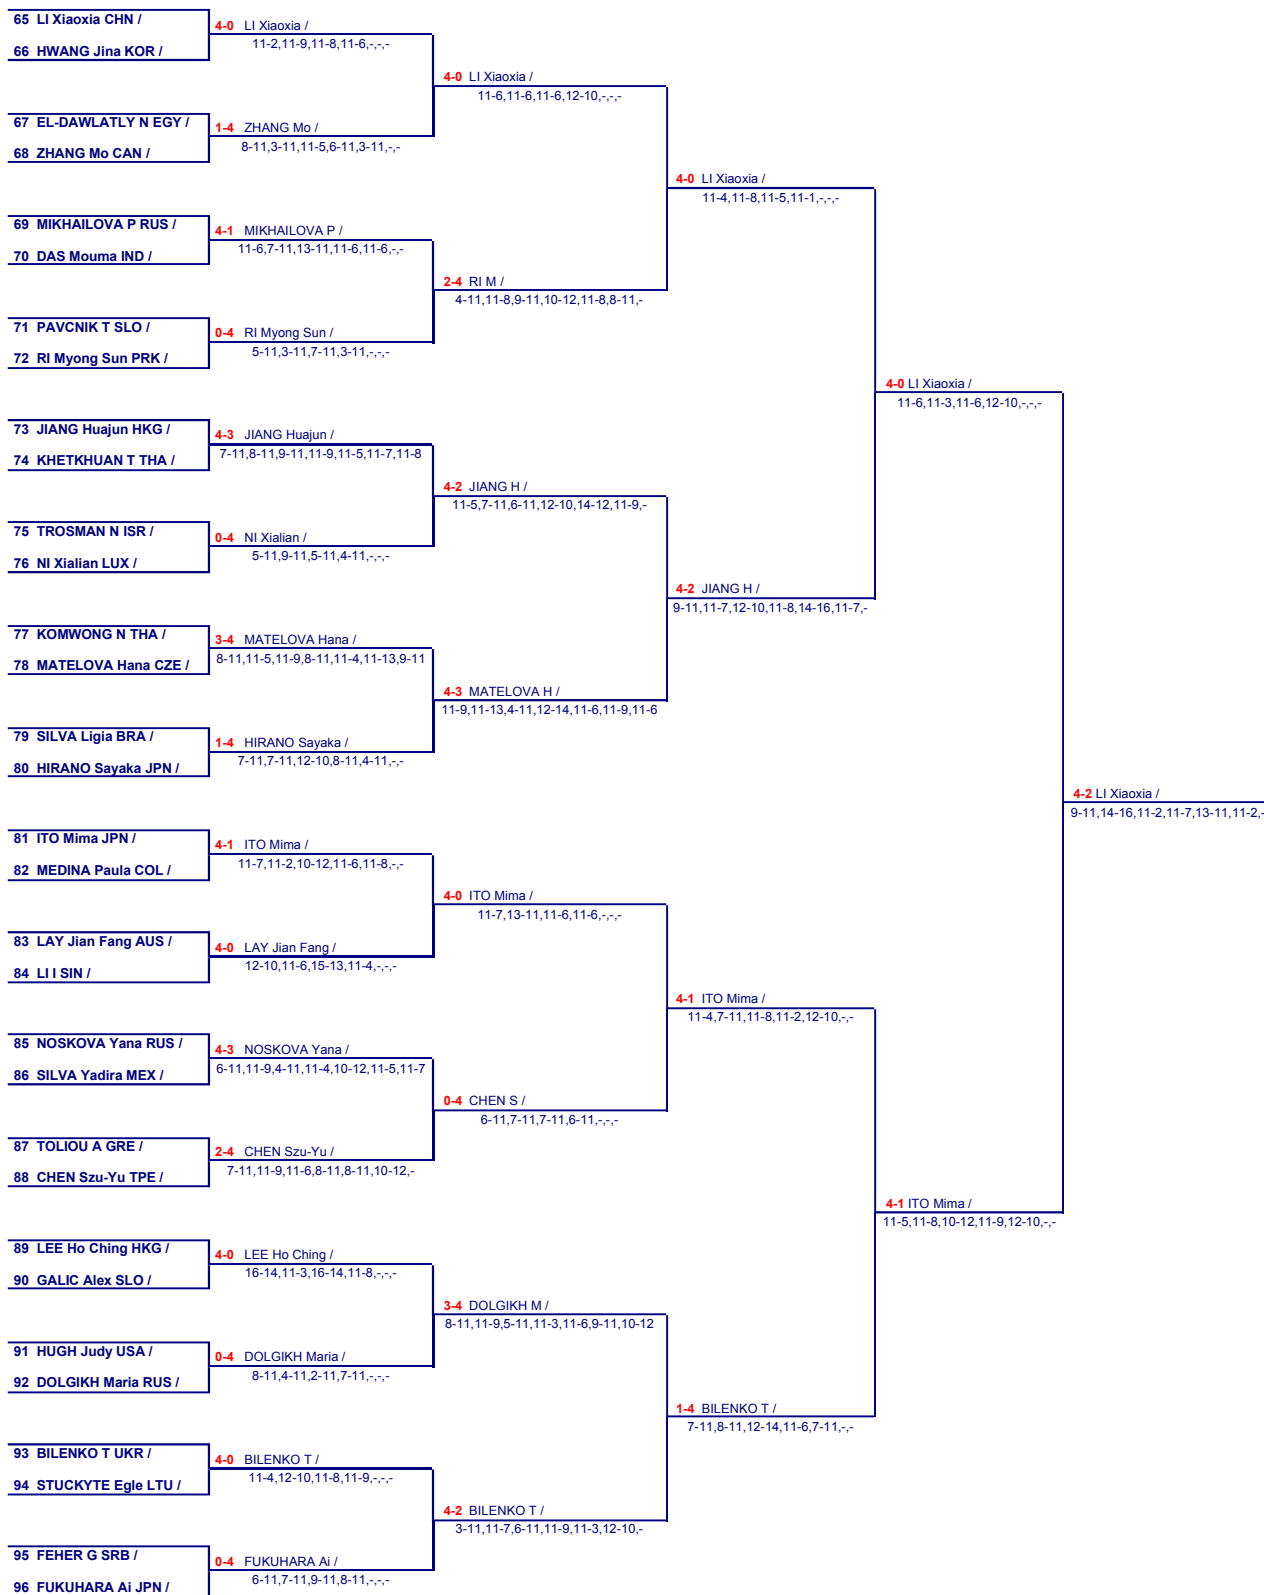 65 LI Xiaoxia CHN /
4-0 LI Xiaoxia /
66 HWANG Jina KOR /
11-2,11-9,11-8,11-6,-,-,-
4-0 LI Xiaoxia /
11-6,11-6,11-6,12-10,-,-,-
67 EL-DAWLATLY N EGY /
1-4 ZHANG Mo /
68 ZHANG Mo CAN /
8-11,3-11,11-5,6-11,3-11,-,-
4-0 LI Xiaoxia /
11-4,11-8,11-5,11-1,-,-,-
69 MIKHAILOVA P RUS /
4-1 MIKHAILOVA P /
70 DAS Mouma IND /
11-6,7-11,13-11,11-6,11-6,-,-
2-4 RI M /
4-11,11-8,9-11,10-12,11-8,8-11,-
71 PAVCNIK T SLO /
0-4 RI Myong Sun /
72 RI Myong Sun PRK /
5-11,3-11,7-11,3-11,-,-,-
4-0 LI Xiaoxia /
11-6,11-3,11-6,12-10,-,-,-
73 JIANG Huajun HKG /
4-3 JIANG Huajun /
74 KHETKHUAN T THA /
7-11,8-11,9-11,11-9,11-5,11-7,11-8
4-2 JIANG H /
11-5,7-11,6-11,12-10,14-12,11-9,-
75 TROSMAN N ISR /
0-4 NI Xialian /
76 NI Xialian LUX /
5-11,9-11,5-11,4-11,-,-,-
4-2 JIANG H /
9-11,11-7,12-10,11-8,14-16,11-7,-
77 KOMWONG N THA /
3-4 MATELOVA Hana /
78 MATELOVA Hana CZE /
8-11,11-5,11-9,8-11,11-4,11-13,9-11
4-3 MATELOVA H /
11-9,11-13,4-11,12-14,11-6,11-9,11-6
79 SILVA Ligia BRA /
1-4 HIRANO Sayaka /
80 HIRANO Sayaka JPN /
7-11,7-11,12-10,8-11,4-11,-,-
4-2 LI Xiaoxia /
9-11,14-16,11-2,11-7,13-11,11-2,-
81 ITO Mima JPN /
4-1 ITO Mima /
82 MEDINA Paula COL /
11-7,11-2,10-12,11-6,11-8,-,-
4-0 ITO Mima /
11-7,13-11,11-6,11-6,-,-,-
83 LAY Jian Fang AUS /
4-0 LAY Jian Fang /
84 LI I SIN /
12-10,11-6,15-13,11-4,-,-,-
4-1 ITO Mima /
11-4,7-11,11-8,11-2,12-10,-,-
85 NOSKOVA Yana RUS /
4-3 NOSKOVA Yana /
86 SILVA Yadira MEX /
6-11,11-9,4-11,11-4,10-12,11-5,11-7
0-4 CHEN S /
6-11,7-11,7-11,6-11,-,-,-
87 TOLIOU A GRE /
2-4 CHEN Szu-Yu /
88 CHEN Szu-Yu TPE /
7-11,11-9,11-6,8-11,8-11,10-12,-
4-1 ITO Mima /
11-5,11-8,10-12,11-9,12-10,-,-
89 LEE Ho Ching HKG /
4-0 LEE Ho Ching /
90 GALIC Alex SLO /
16-14,11-3,16-14,11-8,-,-,-
3-4 DOLGIKH M /
8-11,11-9,5-11,11-3,11-6,9-11,10-12
91 HUGH Judy USA /
0-4 DOLGIKH Maria /
92 DOLGIKH Maria RUS /
8-11,4-11,2-11,7-11,-,-,-
1-4 BILENKO T /
7-11,8-11,12-14,11-6,7-11,-,-
93 BILENKO T UKR /
4-0 BILENKO T /
94 STUCKYTE Egle LTU /
11-4,12-10,11-8,11-9,-,-,-
4-2 BILENKO T /
3-11,11-7,6-11,11-9,11-3,12-10,-
95 FEHER G SRB /
0-4 FUKUHARA Ai /
96 FUKUHARA Ai JPN /
6-11,7-11,9-11,8-11,-,-,-